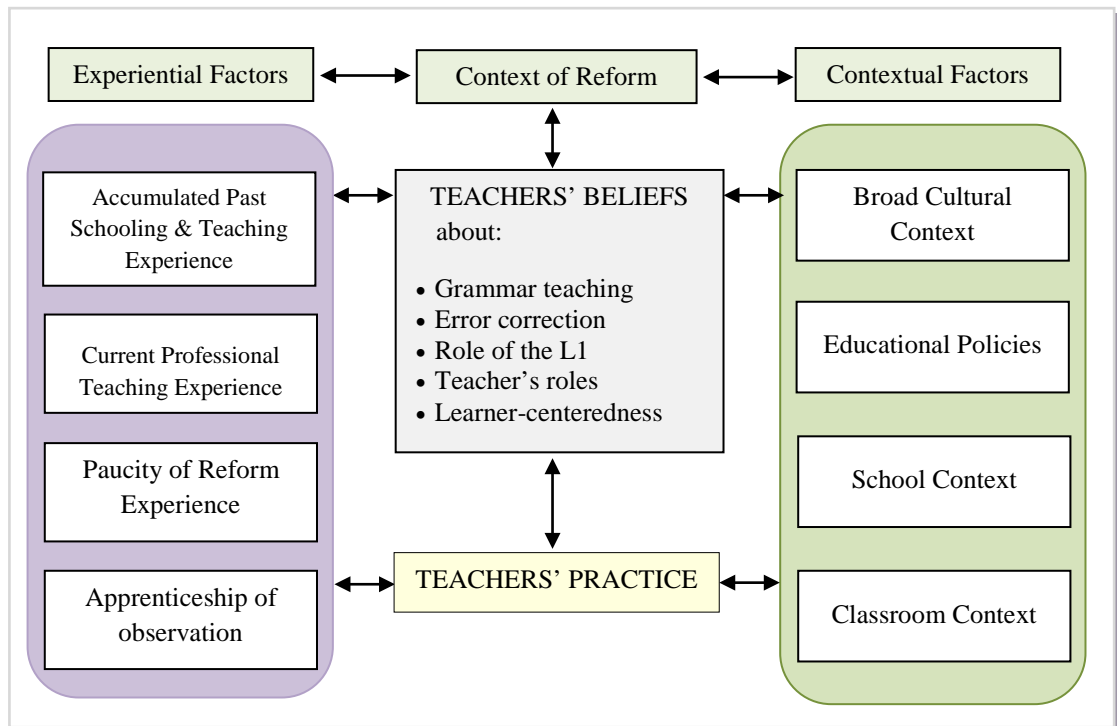 Experiential Factors
Context of Reform
Contextual Factors
Accumulated Past
Schooling & Teaching
Experience
Current Professional
Teaching Experience
Paucity of Reform
Experience
Apprenticeship of
observation
TEACHERS’ BELIEFS
about:
• Grammar teaching
• Error correction
• Role of the L1
• Teacher’s roles
• Learner-centeredness
TEACHERS’ PRACTICE
Broad Cultural
Context
Educational Policies
School Context
Classroom Context